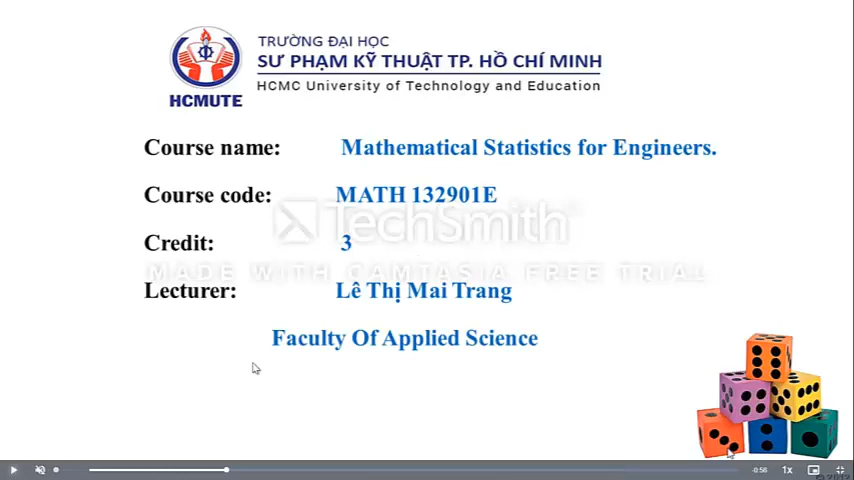 TRƯỜNG ĐẠI HỌC
SƯ PHẠM KỸ THUẬT TP. HỒ CHÍ MINH
HCMC University of Technology and Education
HCMUTE
Course name: Mathematical Statistics for Engineers.
Course code: MATH 132901E
TechSmith
Credit: 3
MADE WITH CAMTASIA FREE TRIAL
Lecturer: Lê Thị Mai Trang
Faculty Of Applied Science
-0:58
1x